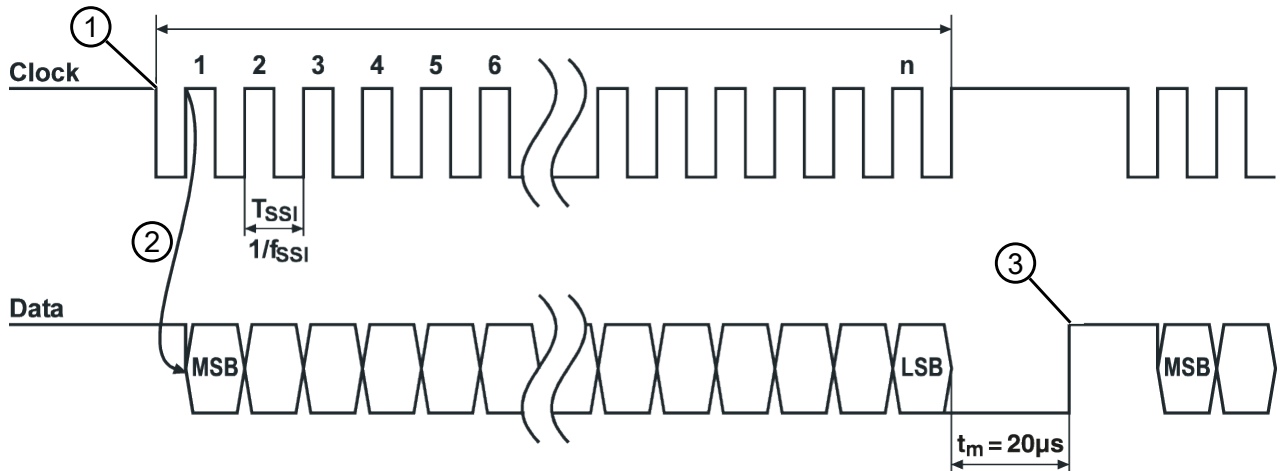 1
1 2 3 4 5 6 n
Clock
TSSI
1/fSSI
2
3
Data
MSB LSB MSB
tm = 20µs